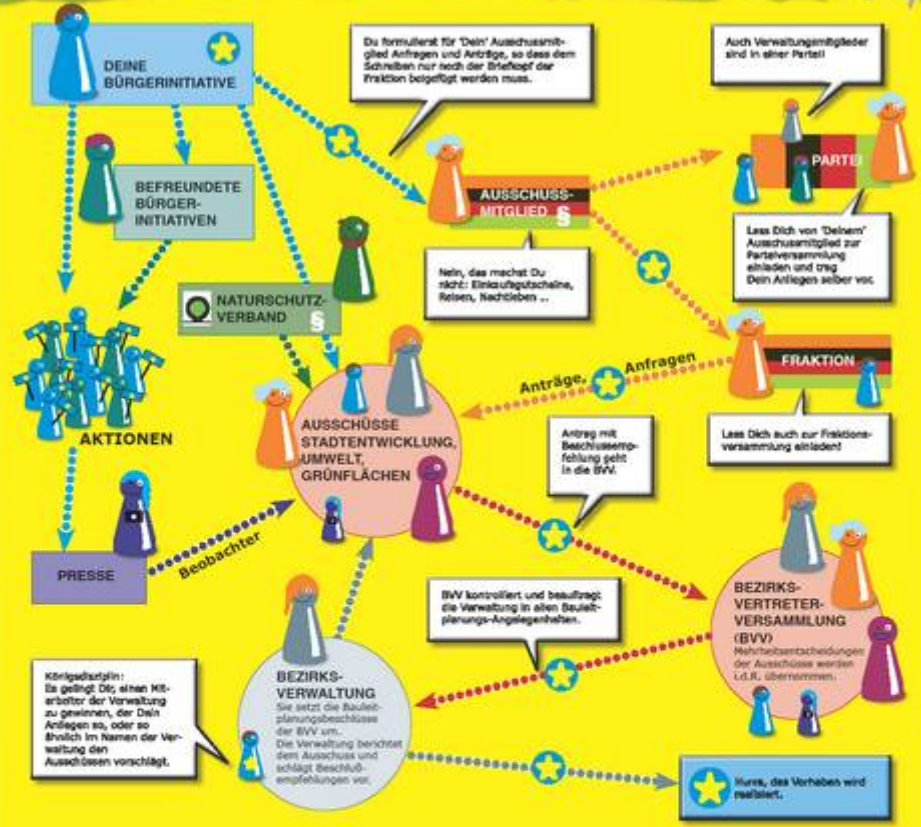 DEINE
BÜRGERINITIATIVE
Du formulierst für 'Dein' Ausschussmit-
glied Anfragen und Anträge, so dass dem
Schreiben nur noch der Briefkopf der
Fraktion beigefügt werden muss.
Auch Verwaltungsmitglieder
sind in einer Partei!
BEFREUNDETE
BÜRGER-
INITIATIVEN
AUSSCHUSS-
MITGLIED §
PARTEI
Nein, das machst Du
nicht: Einkaufsgutscheine,
Reisen, Nachtleben ...
Lass Dich von 'Deinem'
Ausschussmitglied zur
Parteiversammlung
einladen und trag
Dein Anliegen selber vor.
NATURSCHUTZ-
VERBAND §
FRAKTION
Anträge, Anfragen
Lass Dich auch zur Fraktions-
versammlung einladen!
AKTIONEN
AUSSCHÜSSE
STADTENTWICKLUNG,
UMWELT,
GRÜNFLÄCHEN
Antrag mit
Beschlussemp-
fehlung geht
in die BVV.
PRESSE
Beobachter
BVV kontrolliert und beauftragt
die Verwaltung in allen Bauleit-
planungs-Angelegenheiten.
BEZIRKS-
VERTRETER-
VERSAMMLUNG
(BVV)
Mehrheitsentscheidungen
der Ausschüsse werden
i.d.R. übernommen.
Königsdisziplin:
Es gelingt Dir, einen Mit-
arbeiter der Verwaltung
zu gewinnen, der Dein
Anliegen so, oder so
ähnlich im Namen der Ver-
waltung den
Ausschüssen vorschlägt.
BEZIRKS-
VERWALTUNG
Sie setzt die Bauleit-
planungsbeschlüsse
der BVV um.
Die Verwaltung berichtet
dem Ausschuss und
schlägt Beschluß-
empfehlungen vor.
Hurra, das Vorhaben wird
realisiert.